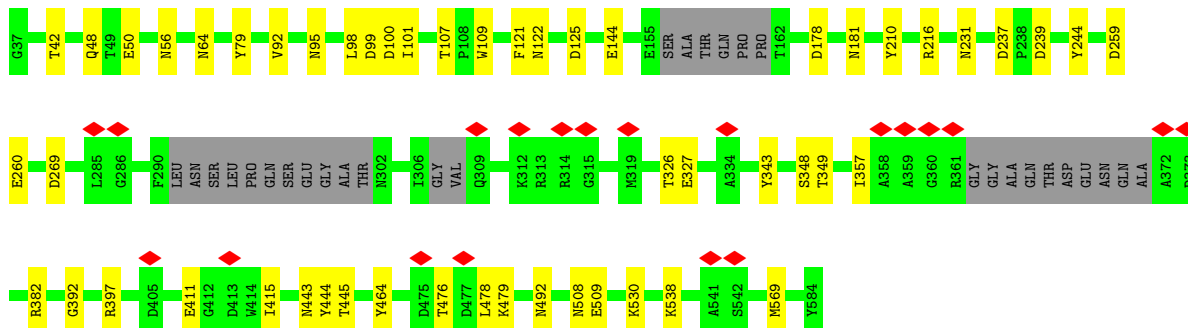 G37 T42 Q48 T49 E50 N56 N64 Y79 V92 N95 L98 D99 D100 I101 T107 P108 W109 F121 N122 D125 E144 E155 SER ALA THR GLN PRO PRO T162 D178 N181 Y210 R216 N231 D237 P238 D239 Y244 D259
E260 D269 L285 G286 F290 LEU ASN SER LEU PRO GLN SER GLU GLY ALA THR N302 I306 GLY VAL Q309 K312 R313 R314 G315 M319 A334 T326 E327 Y343 S348 T349 I357 A358 A359 G360 R361 GLY GLY ALA GLN THR ASP GLU ASN GLN ALA A372
R382 G392 R397 D405 E411 G412 D413 W414 I415 N443 Y444 T445 Y464 D475 T476 D477 L478 K479 N492 N508 E509 K530 K538 A541 S542 M569 Y584